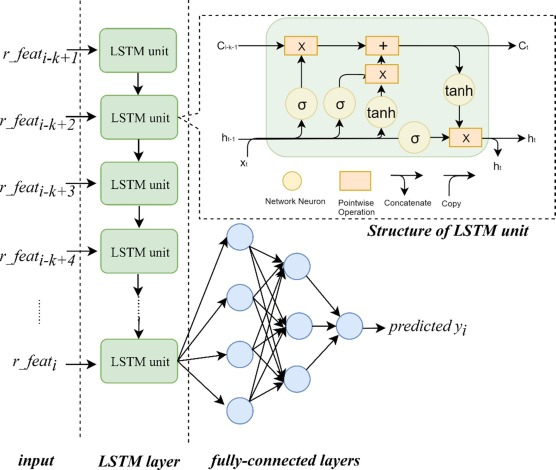 r_feat_{i-k+1}
LSTM unit
r_feat_{i-k+2}
LSTM unit
r_feat_{i-k+3}
LSTM unit
r_feat_{i-k+4}
LSTM unit
r_feat_i
LSTM unit
C_{i-k-1}
X
+
C_t
X
σ
σ
tanh
tanh
h_{t-1}
x_t
σ
X
h_t
h_t
Network Neuron
Pointwise
Operation
Concatenate
Copy
Structure of LSTM unit
predicted y_i
input
LSTM layer
fully-connected layers